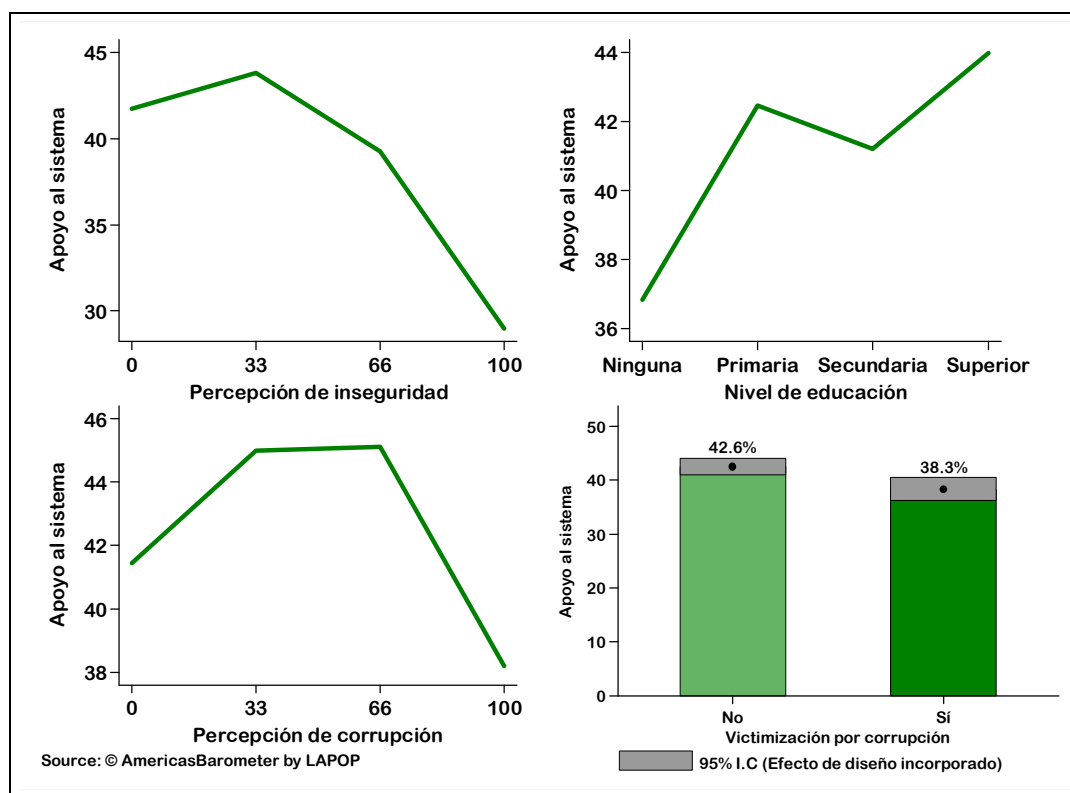 45
40
35
30
Apoyo al sistema
0 33 66 100
Percepción de inseguridad
44
42
40
38
36
Apoyo al sistema
Ninguna Primaria Secundaria Superior
Nivel de educación
46
44
42
40
38
Apoyo al sistema
0 33 66 100
Percepción de corrupción
50
40
30
20
10
0
Apoyo al sistema
42.6%
38.3%
No Sí
Victimización por corrupción
95% I.C (Efecto de diseño incorporado)
Source: © AmericasBarometer by LAPOP